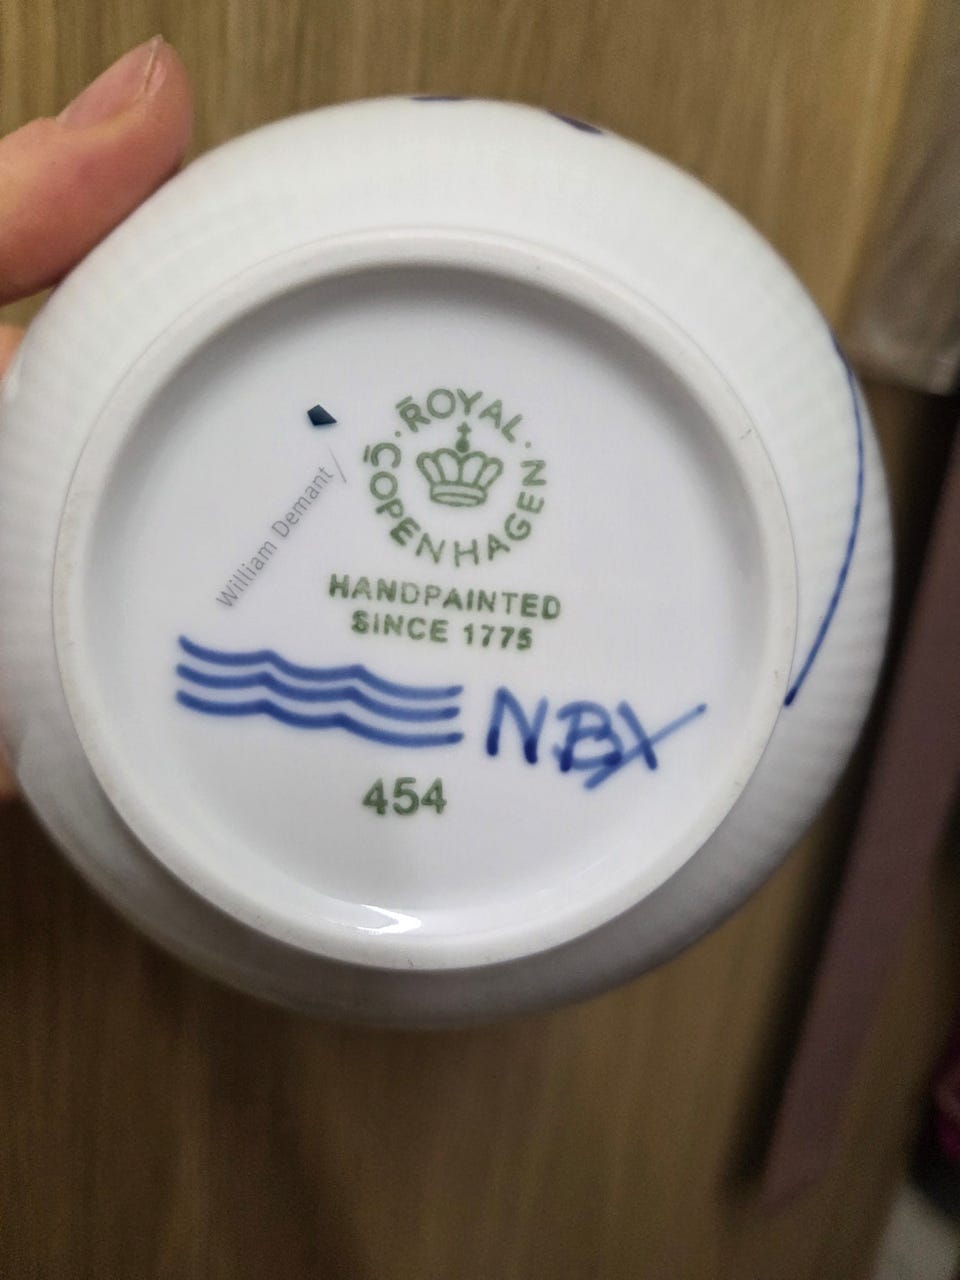 ROYAL · COPENHAGEN ·
William Demant
HANDPAINTED
SINCE 1775
NBX
454